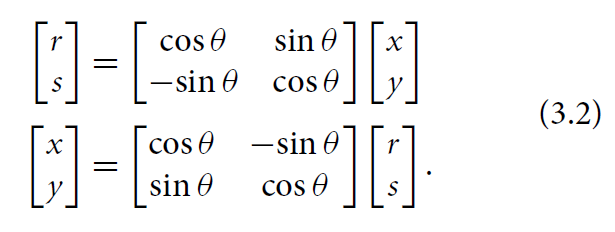 [r s] = [cos θ sin θ −sin θ cos θ] [x y]
(3.2)
[x y] = [cos θ −sin θ sin θ cos θ] [r s].